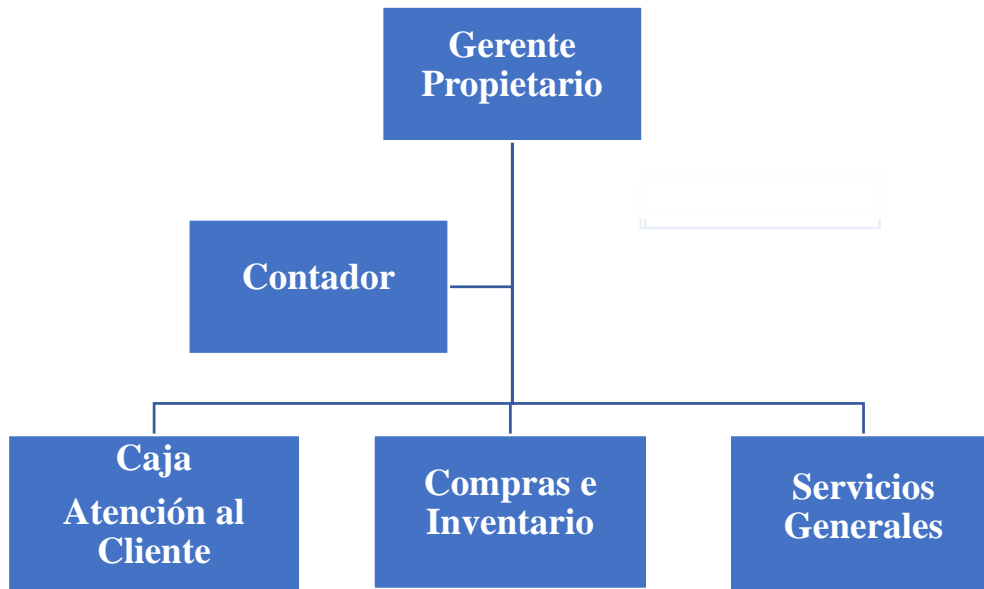 Gerente
Propietario
Contador
Caja
Atención al
Cliente
Compras e
Inventario
Servicios
Generales